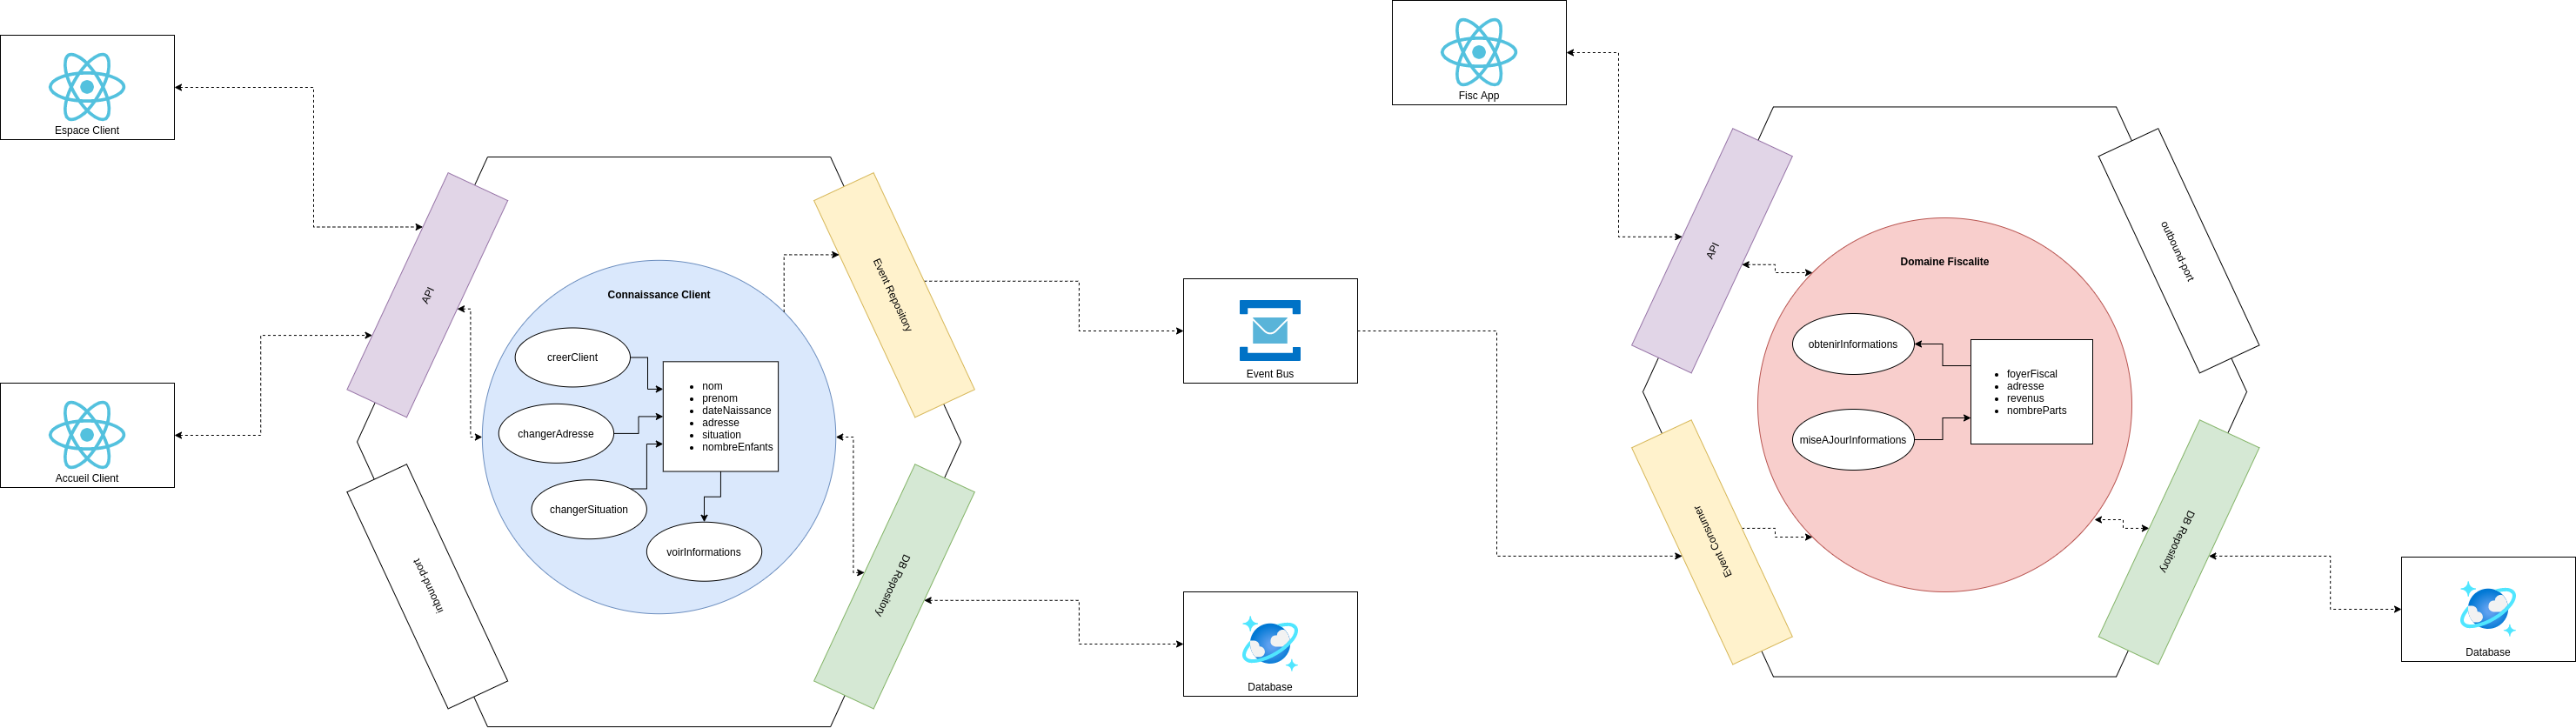 Espace Client
Accueil Client
API
inbound-port
Connaissance Client
creerClient
changerAdresse
changerSituation
voirInformations
nom
prenom
dateNaissance
adresse
situation
nombreEnfants
Event Repository
DB Repository
Event Bus
Database
Fisc App
API
Event Consumer
Domaine Fiscalite
obtenirInformations
miseAJourInformations
foyerFiscal
adresse
revenus
nombreParts
outbound-port
DB Repository
Database